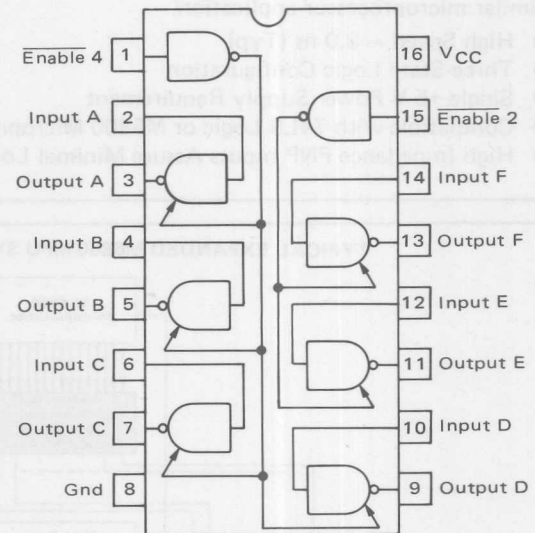 Enable 4 1
16 VCC
Input A 2
15 Enable 2
Output A 3
14 Input F
Input B 4
13 Output F
Output B 5
12 Input E
Input C 6
11 Output E
Output C 7
10 Input D
Gnd 8
9 Output D